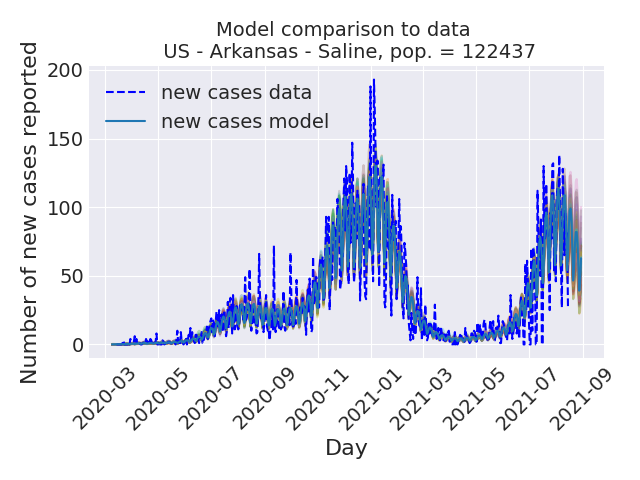 Model comparison to data
US - Arkansas - Saline, pop. = 122437
Number of new cases reported
200
150
100
50
0
new cases data
new cases model
2020-03
2020-05
2020-07
2020-09
2020-11
2021-01
2021-03
2021-05
2021-07
2021-09
Day